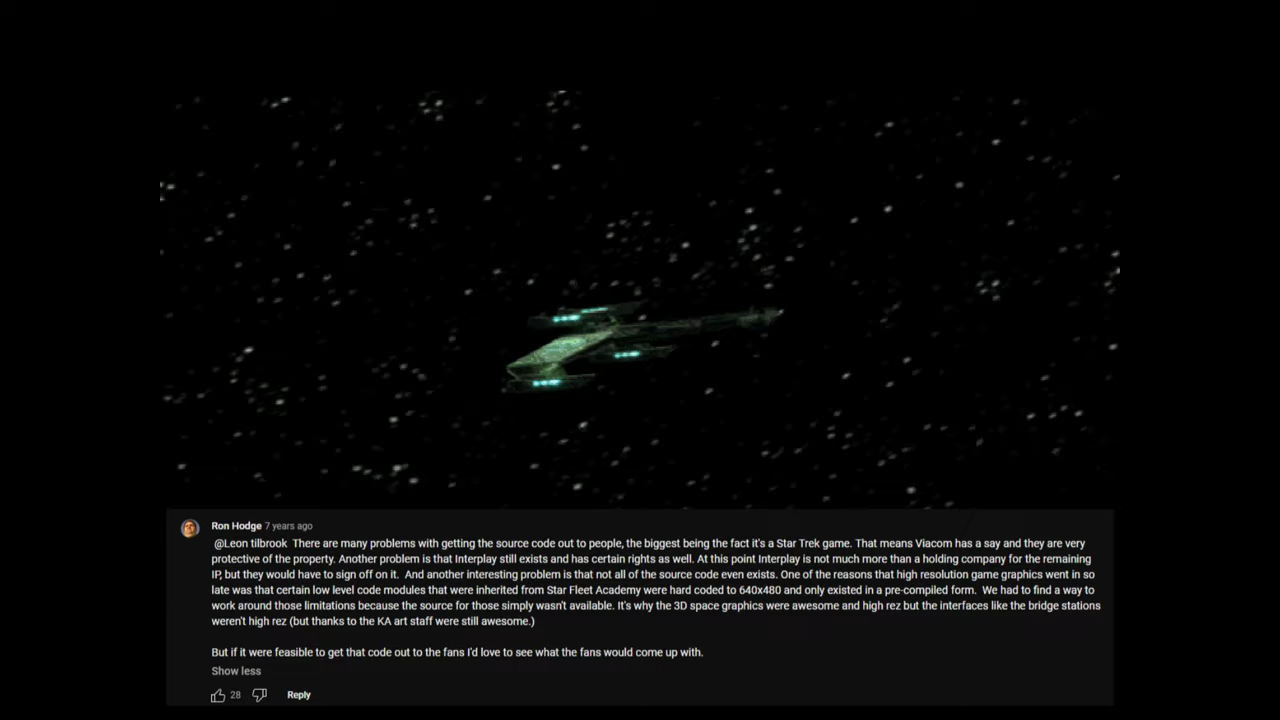 Ron Hodge 7 years ago
@Leon tilbrook There are many problems with getting the source code out to people, the biggest being the fact it's a Star Trek game. That means Viacom has a say and they are very
protective of the property. Another problem is that Interplay still exists and has certain rights as well. At this point Interplay is not much more than a holding company for the remaining
IP, but they would have to sign off on it. And another interesting problem is that not all of the source code even exists. One of the reasons that high resolution game graphics went in so
late was that certain low level code modules that were inherited from Star Fleet Academy were hard coded to 640x480 and only existed in a pre-compiled form. We had to find a way to
work around those limitations because the source for those simply wasn't available. It's why the 3D space graphics were awesome and high rez but the interfaces like the bridge stations
weren't high rez (but thanks to the KA art staff were still awesome.)
But if it were feasible to get that code out to the fans I'd love to see what the fans would come up with.
Show less
28 Reply